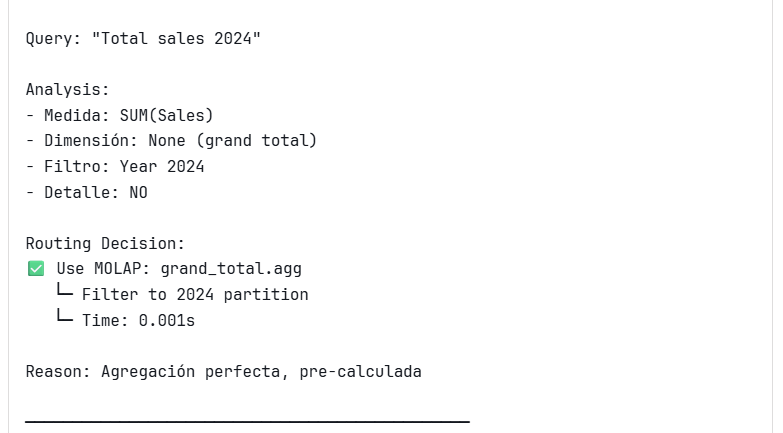 Query: "Total sales 2024"
Analysis:
- Medida: SUM(Sales)
- Dimensión: None (grand total)
- Filtro: Year 2024
- Detalle: NO
Routing Decision:
✅ Use MOLAP: grand_total.agg
└─ Filter to 2024 partition
└─ Time: 0.001s
Reason: Agregación perfecta, pre-calculada